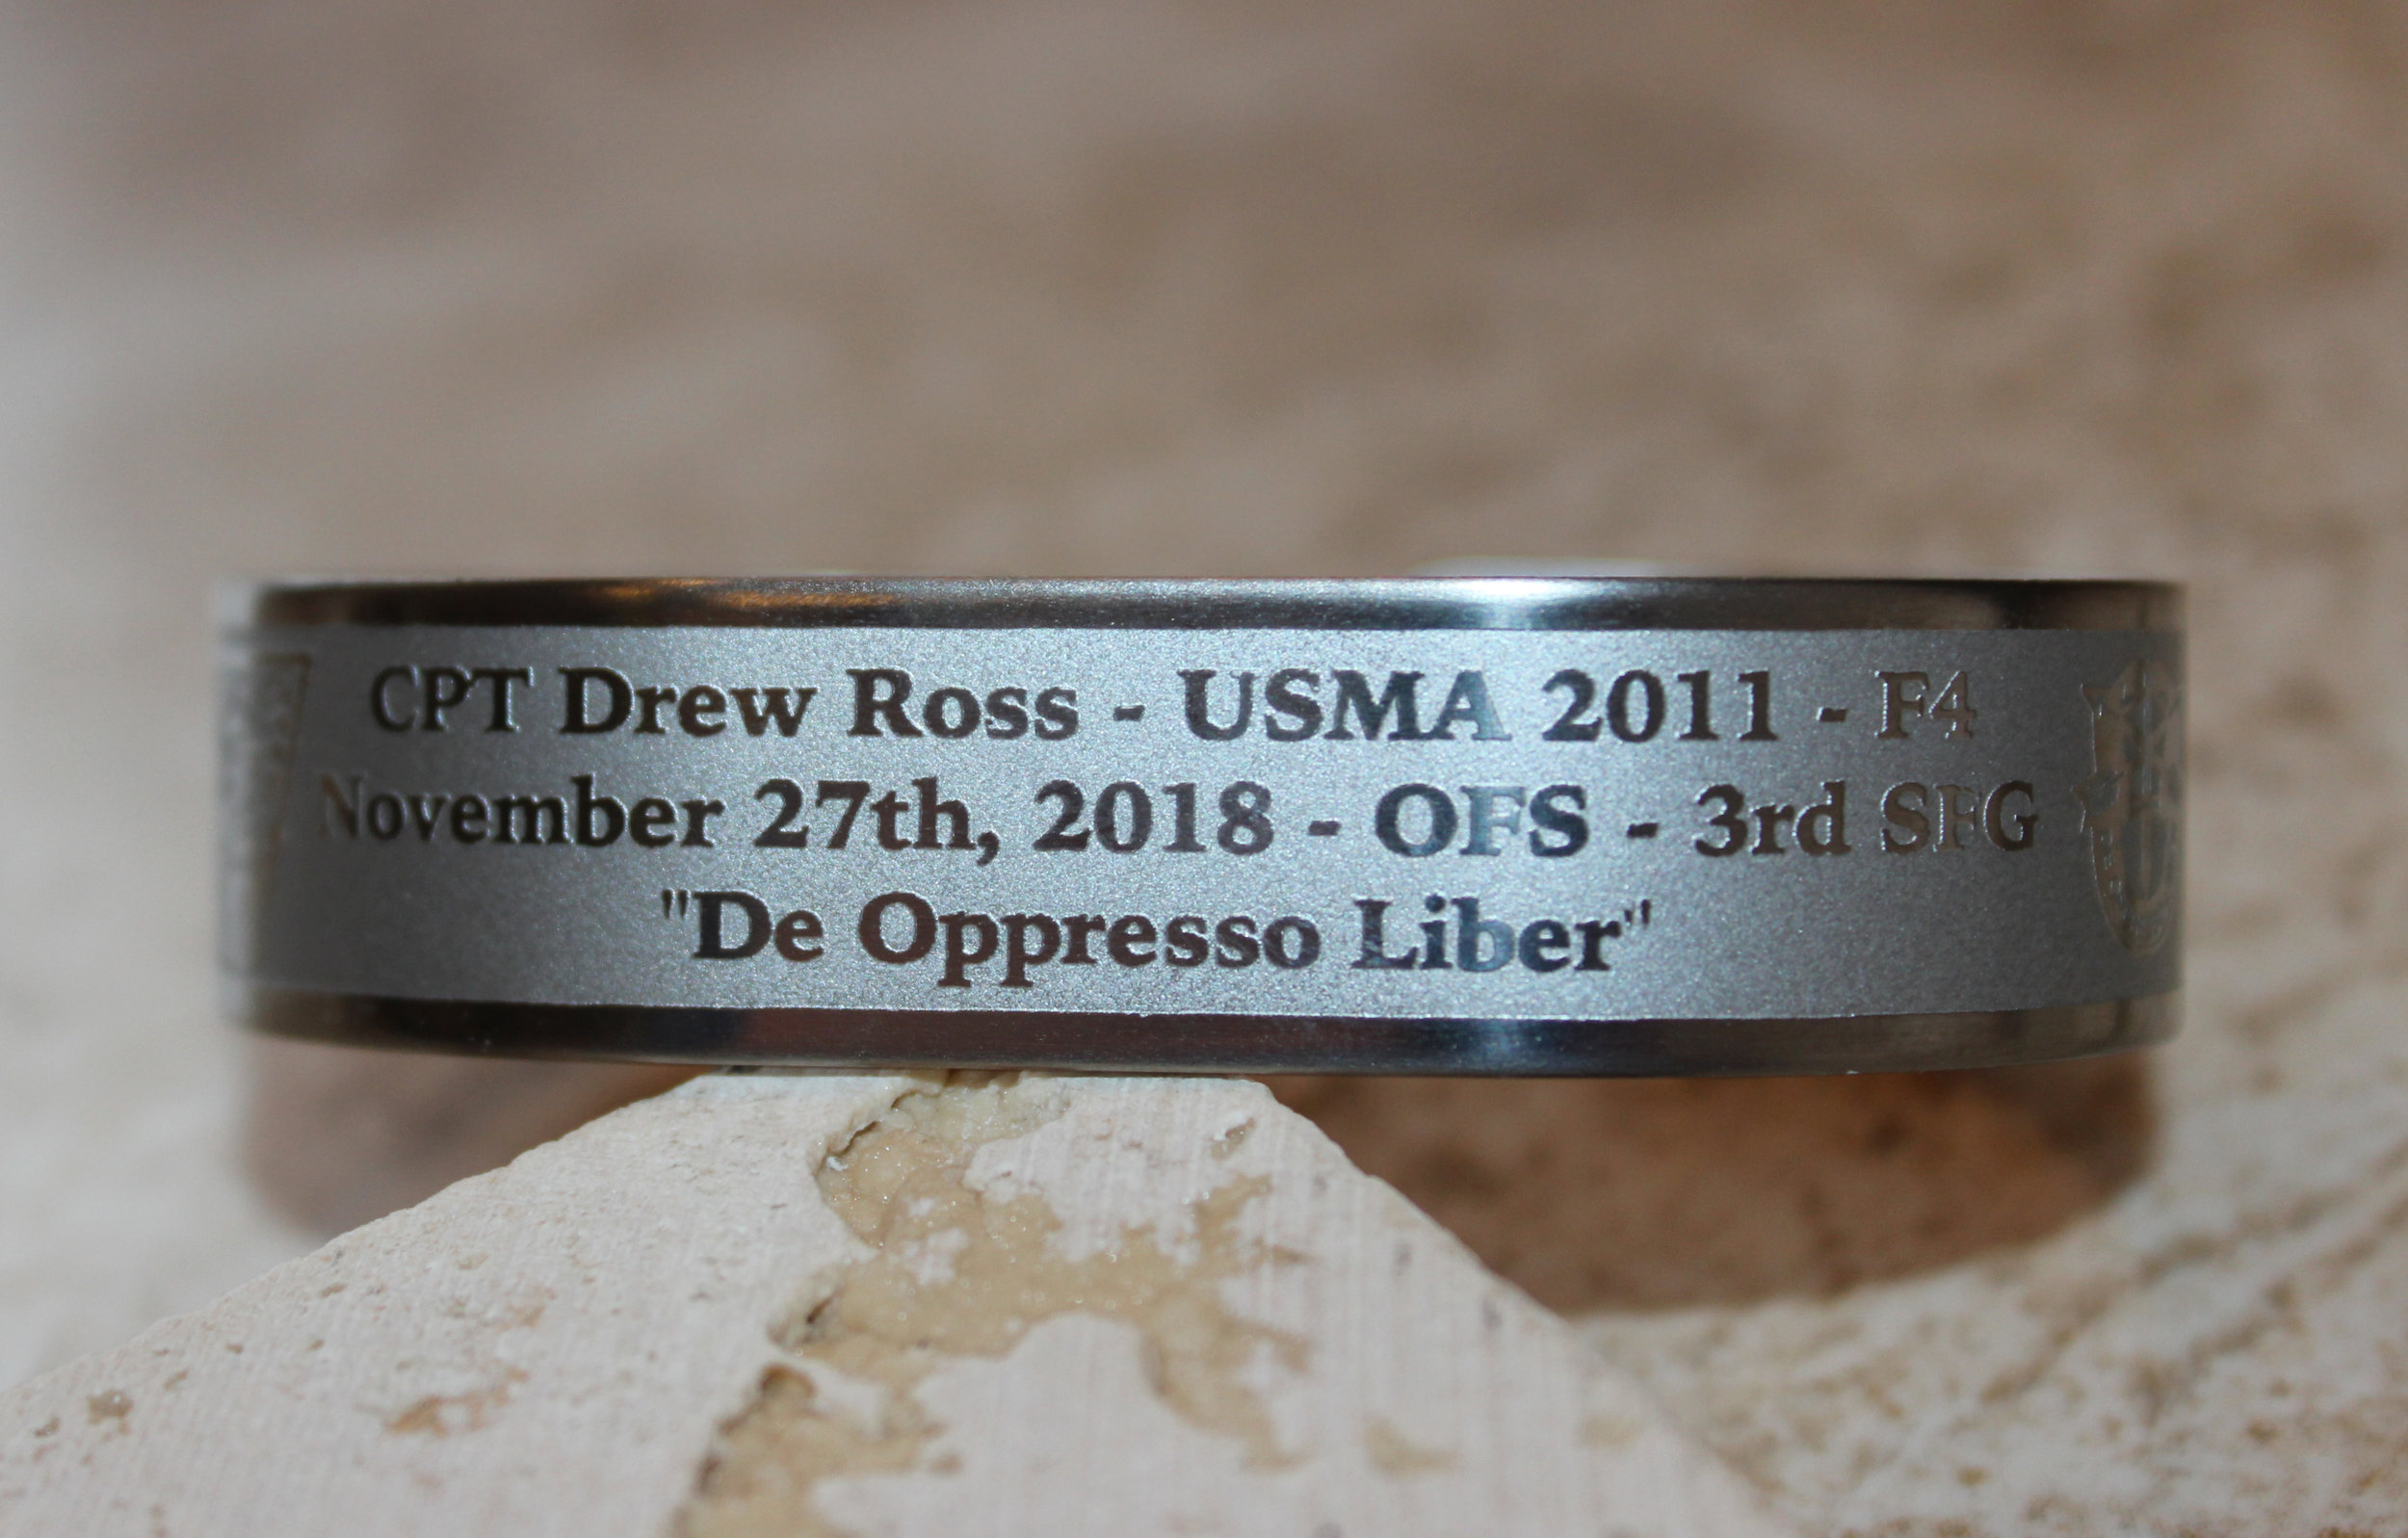 CPT Drew Ross - USMA 2011 - F4
November 27th, 2018 - OFS - 3rd SFG
"De Oppresso Liber"